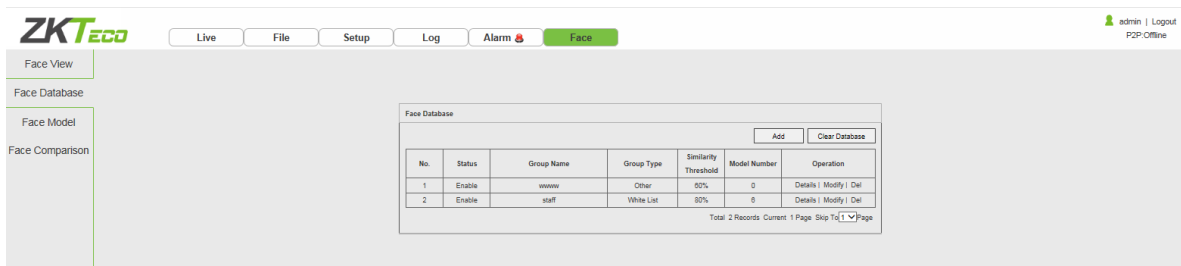 ZKTeco
Live File Setup Log Alarm Face
admin | Logout
P2P:Offline
Face View
Face Database
Face Model
Face Comparison
Face Database
Add Clear Database
No. Status Group Name Group Type Similarity Threshold Model Number Operation
1 Enable wwww Other 60% 0 Details | Modify | Del
2 Enable staff White List 80% 6 Details | Modify | Del
Total 2 Records Current 1 Page Skip To 1 Page